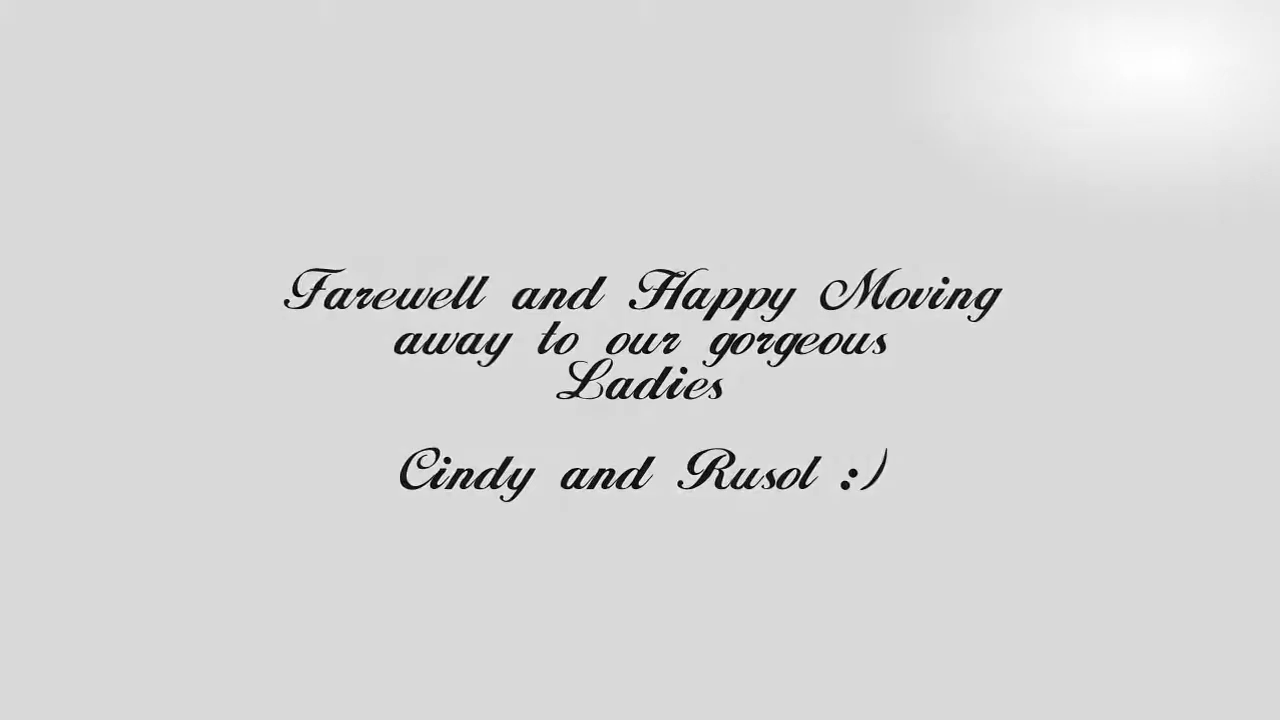 Farewell and Happy Moving
away to our gorgeous
Ladies
Cindy and Rusol :)